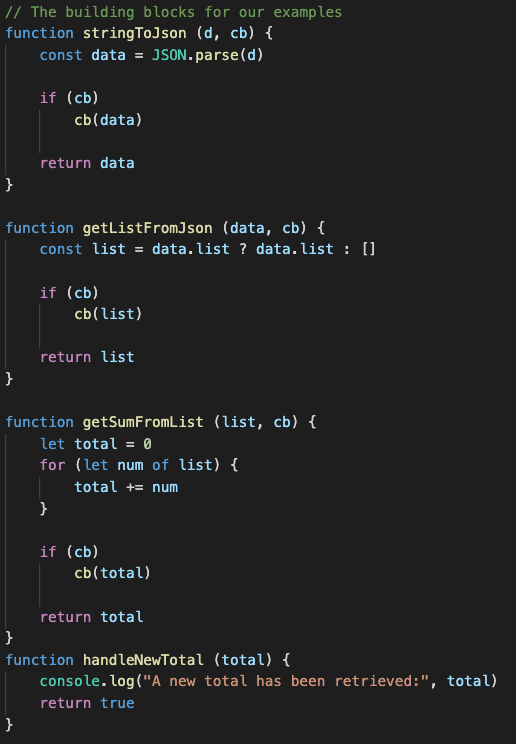 // The building blocks for our examples
function stringToJson (d, cb) {
    const data = JSON.parse(d)

    if (cb)
        cb(data)

    return data
}

function getListFromJson (data, cb) {
    const list = data.list ? data.list : []

    if (cb)
        cb(list)

    return list
}

function getSumFromList (list, cb) {
    let total = 0
    for (let num of list) {
        total += num
    }

    if (cb)
        cb(total)

    return total
}
function handleNewTotal (total) {
    console.log("A new total has been retrieved:", total)
    return true
}